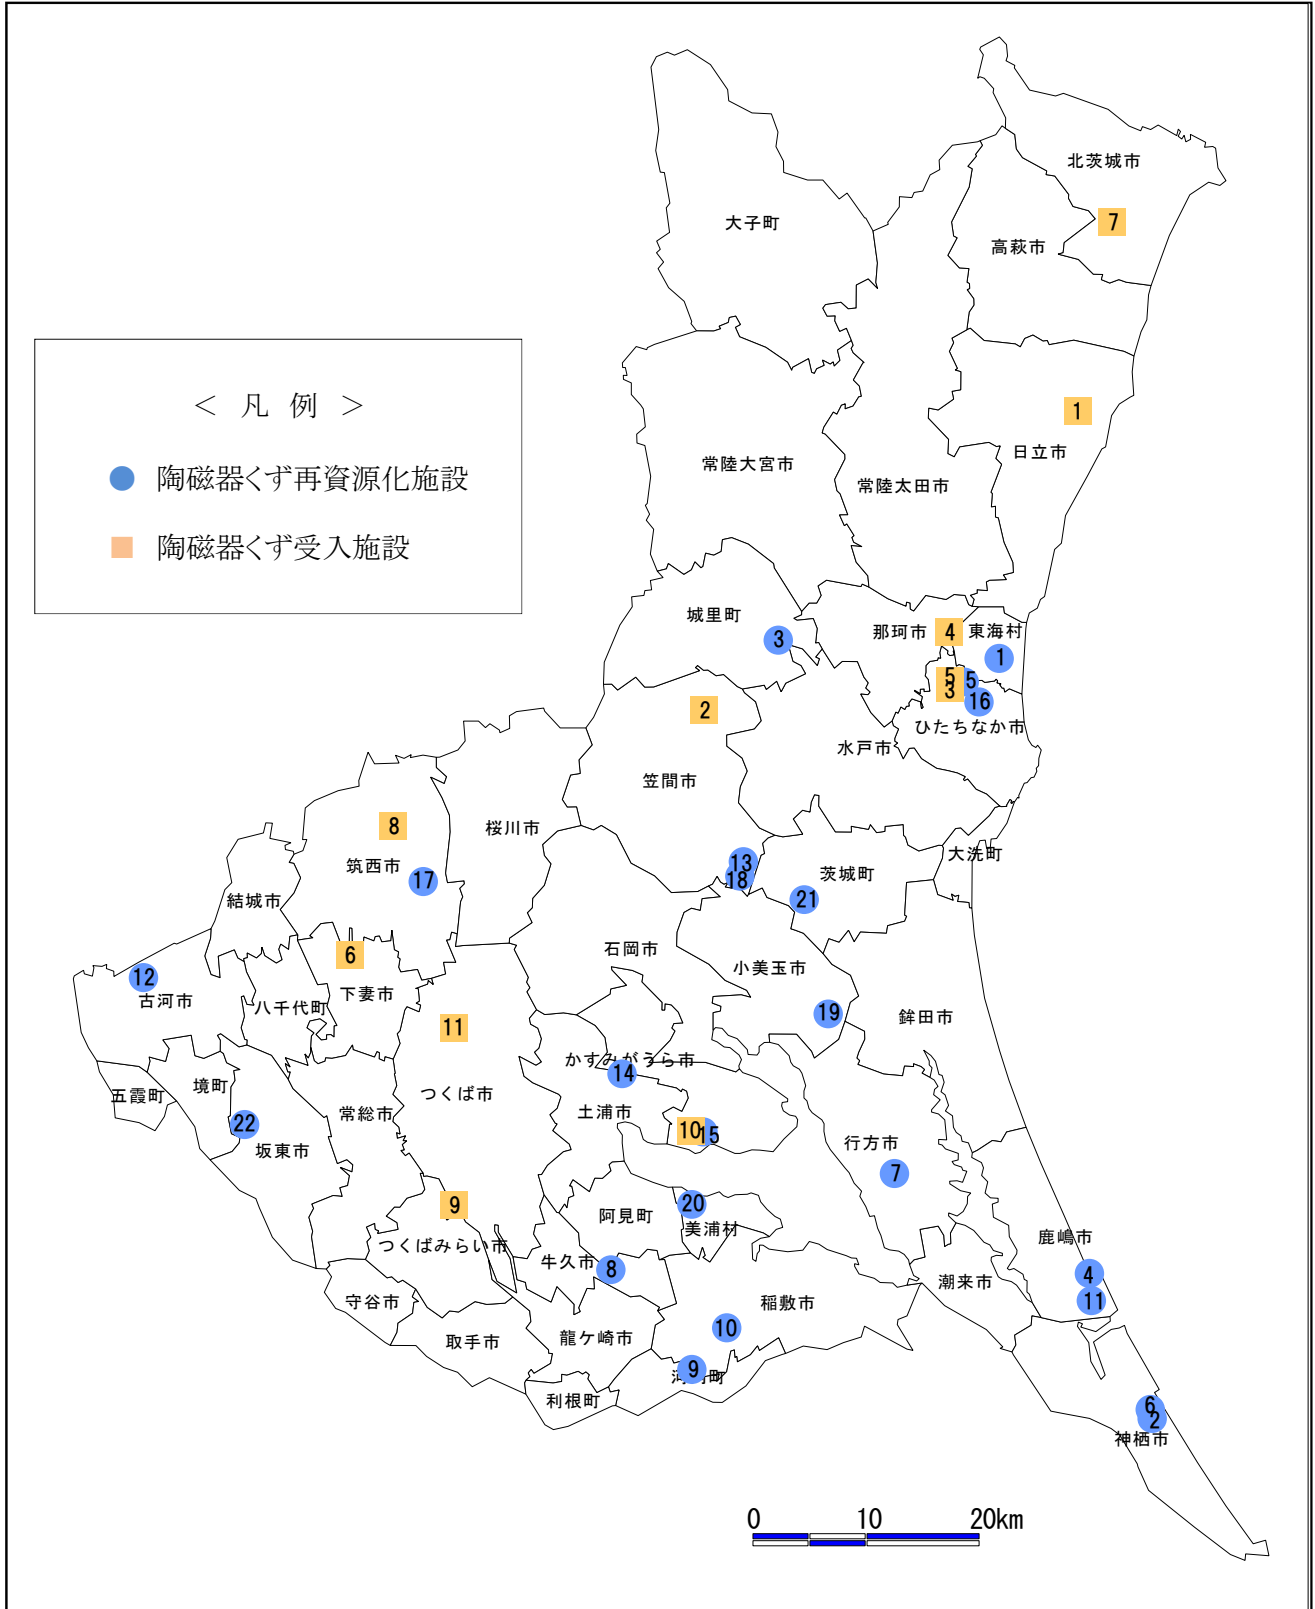 北茨城市
7
大子町
高萩市
＜ 凡 例 ＞
陶磁器くず再資源化施設
陶磁器くず受入施設
1
日立市
常陸大宮市
常陸太田市
城里町
3
那珂市
4
東海村
1
5
5
3
16
ひたちなか市
2
水戸市
笠間市
8
桜川市
筑西市
17
13
18
茨城町
大洗町
21
結城市
6
石岡市
小美玉市
12
古河市
八千代町
下妻市
19
鉾田市
11
かすみがうら市
14
境町
五霞町
つくば市
常総市
土浦市
22
坂東市
10
15
行方市
7
9
20
阿見町
美浦村
つくばみらい市
牛久市
8
鹿嶋市
4
11
潮来市
守谷市
稲敷市
10
取手市
龍ケ崎市
9
利根町
6
2
神栖市
0 10 20km